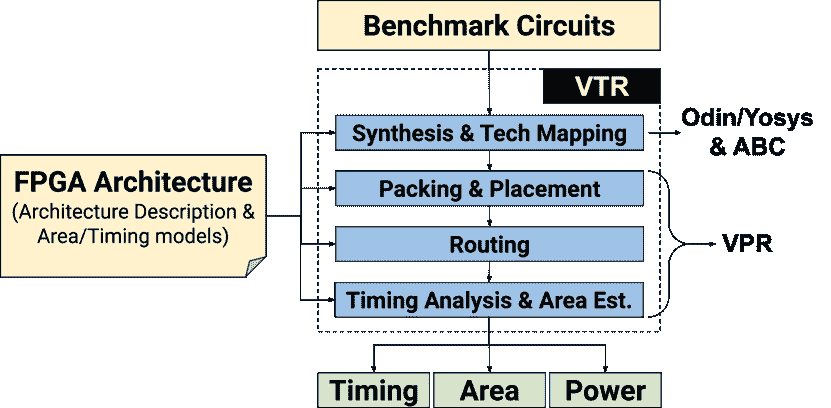 Benchmark Circuits
VTR
Synthesis & Tech Mapping
Odin/Yosys
& ABC
FPGA Architecture
(Architecture Description &
Area/Timing models)
Packing & Placement
Routing
VPR
Timing Analysis & Area Est.
Timing
Area
Power